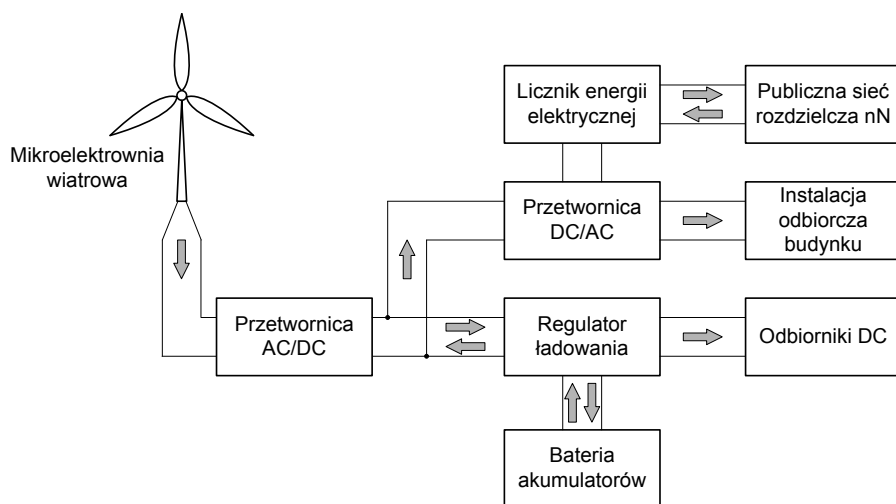 Mikroelektrownia
wiatrowa
Licznik energii
elektrycznej
Publiczna sieć
rozdzielcza nN
Przetwornica
DC/AC
Instalacja
odbiorcza
budynku
Przetwornica
AC/DC
Regulator
ładowania
Odbiorniki DC
Bateria
akumulatorów